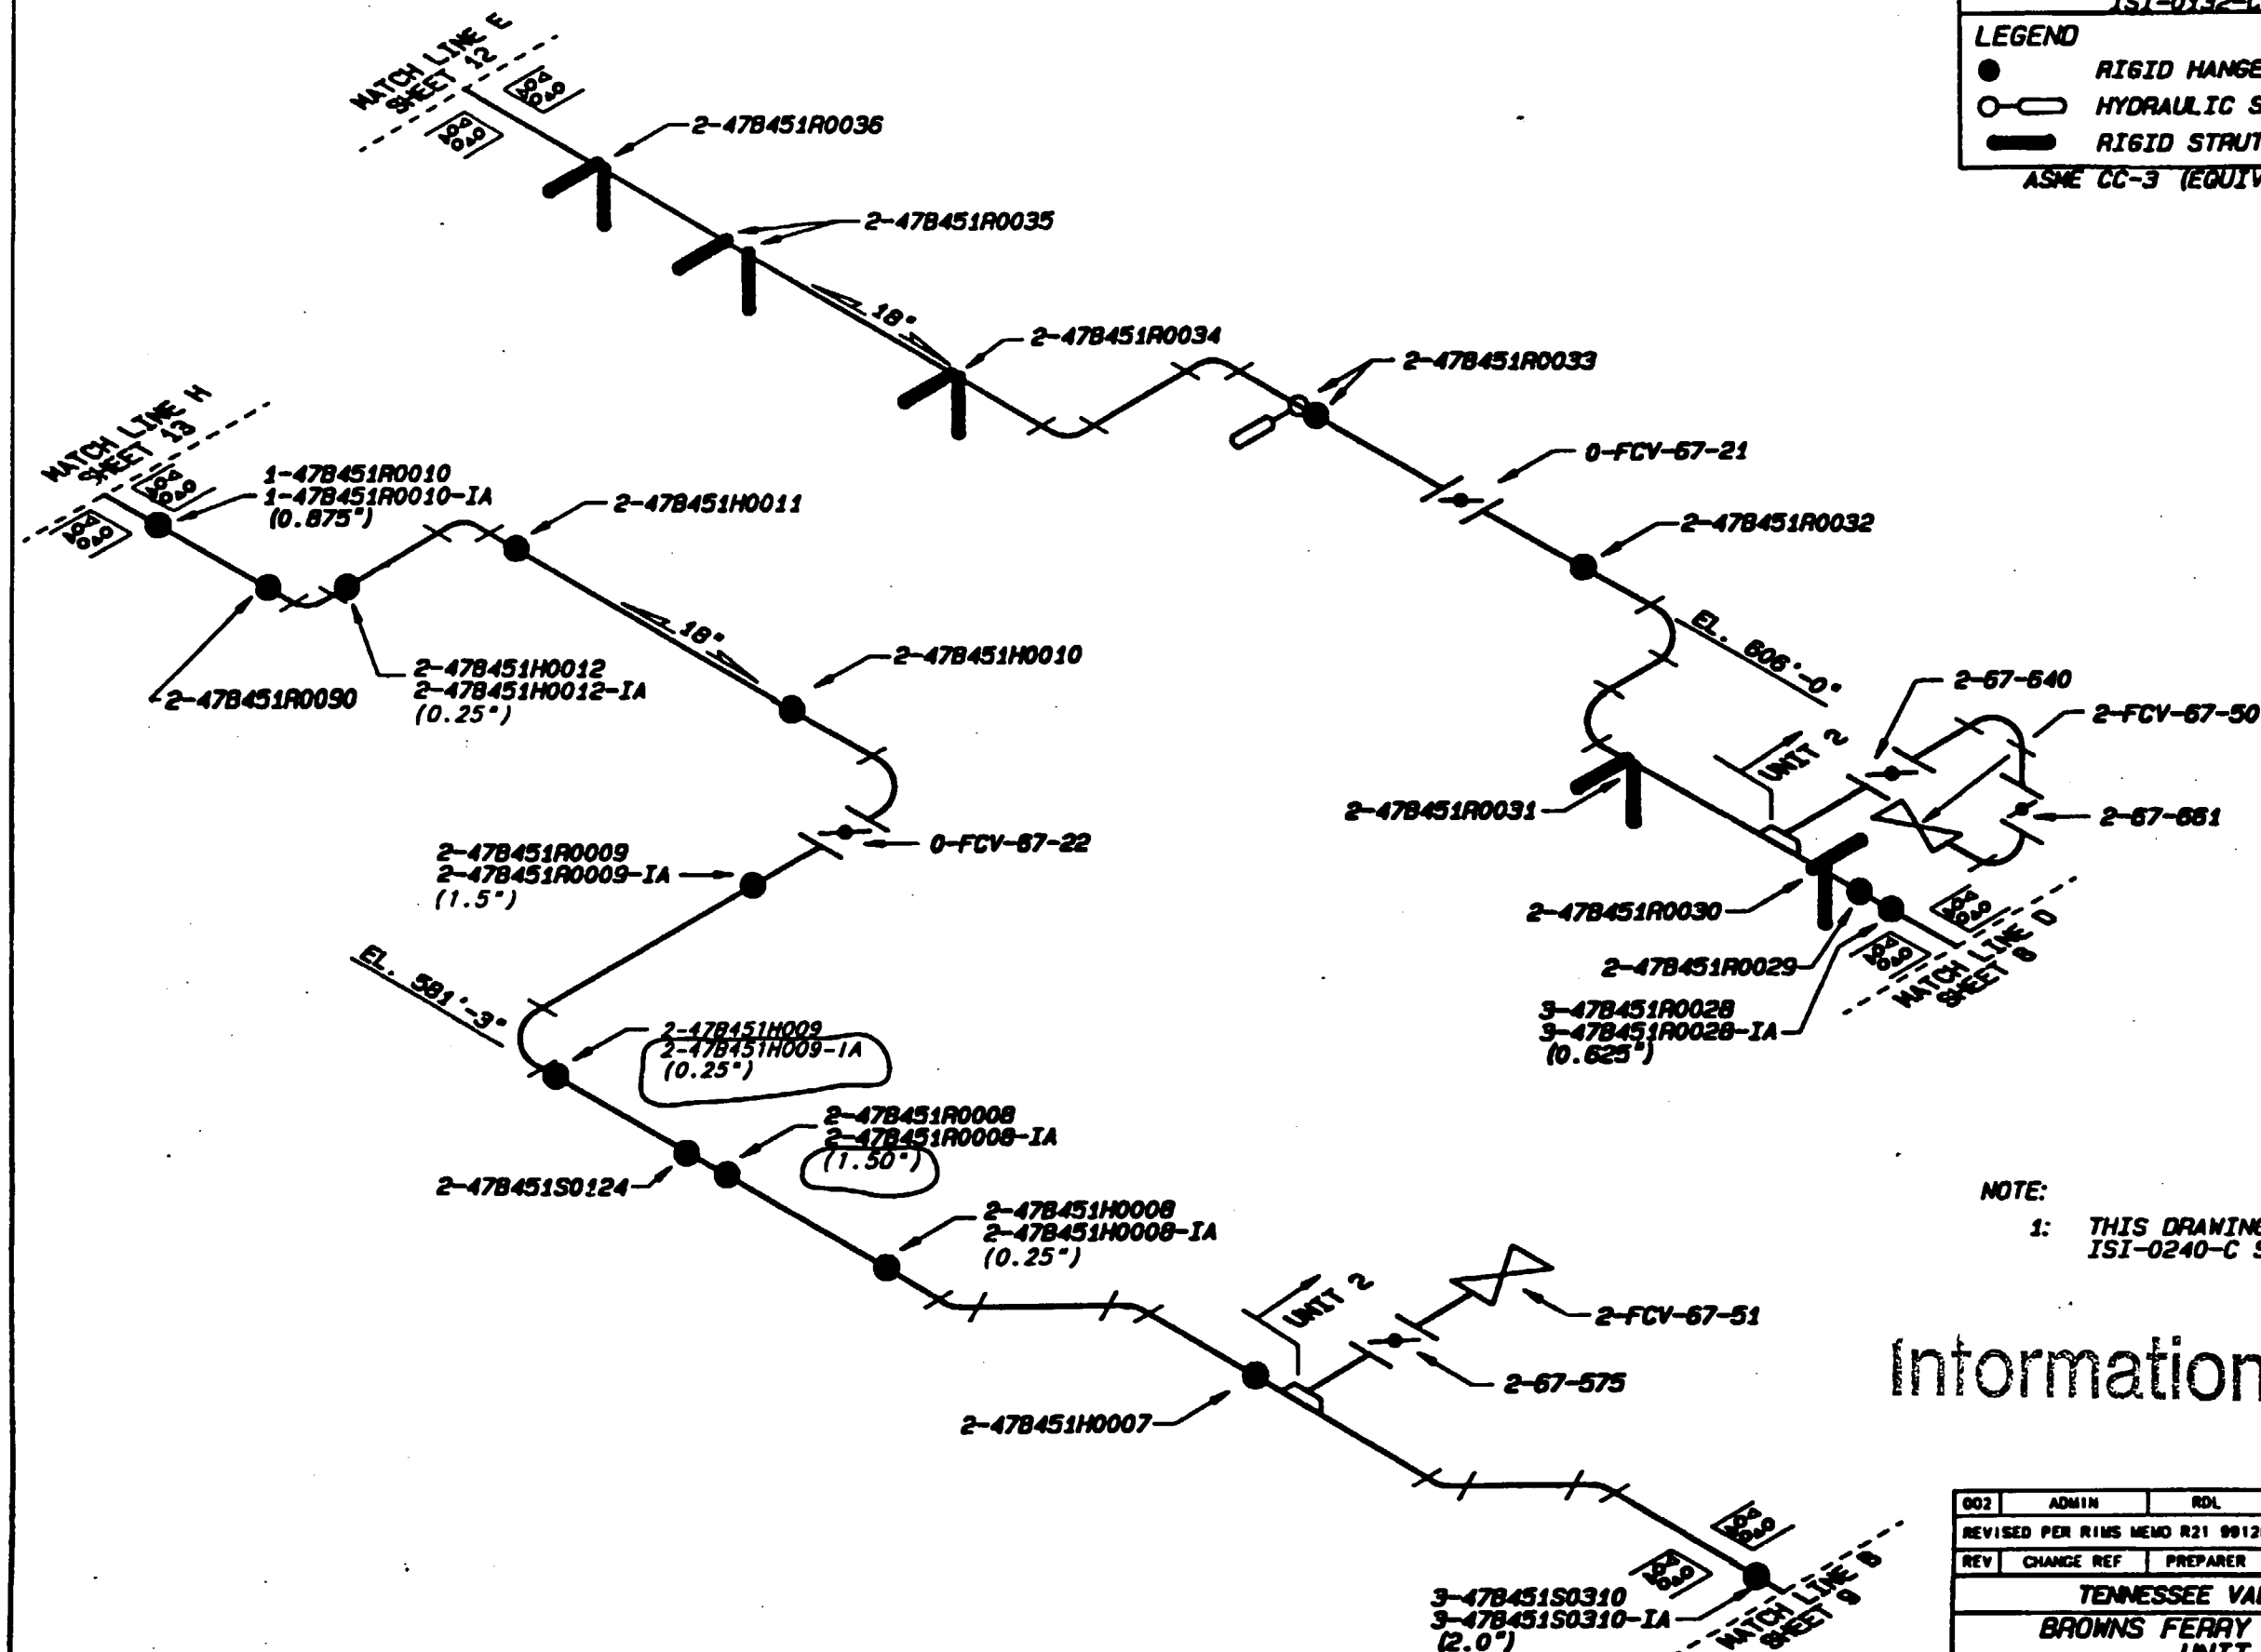 LEGEND
RIGID HANGE
HYDRAULIC S
RIGID STRUT
ASME CC-3 (EQUIV
MATCH LINE E
SHEET 12
2-47B451R0036
2-47B451R0035
18"
2-47B451R0034
2-47B451R0033
0-FCV-67-21
2-47B451R0032
EL. 606'-0"
MATCH LINE H
SHEET 13
1-47B451R0010
1-47B451R0010-IA
(0.875")
2-47B451H0011
18"
2-47B451H0010
2-47B451R0090
2-47B451H0012
2-47B451H0012-IA
(0.25")
2-67-640
2-FCV-67-50
UNIT 2
2-67-661
2-47B451R0031
0-FCV-67-22
2-47B451R0009
2-47B451R0009-IA
(1.5")
2-47B451R0030
2-47B451R0029
3-47B451R0028
3-47B451R0028-IA
(0.625")
MATCH LINE D
SHEET 8
EL. 581'-3"
2-47B451H009
2-47B451H009-IA
(0.25")
2-47B451R0008
2-47B451R0008-IA
(1.50")
2-47B451S0124
2-47B451H0008
2-47B451H0008-IA
(0.25")
UNIT 2
2-FCV-67-51
2-67-575
2-47B451H0007
3-47B451S0310
3-47B451S0310-IA
(2.0")
MATCH LINE B
SHEET 9
NOTE:
1: THIS DRAWING
ISI-0240-C S
Information
002 ADMIN RDL
REVISED PER RIMS MEMO R21 9912
REV CHANGE REF PREPARER
TENNESSEE VAL
BROWNS FERRY
UNIT